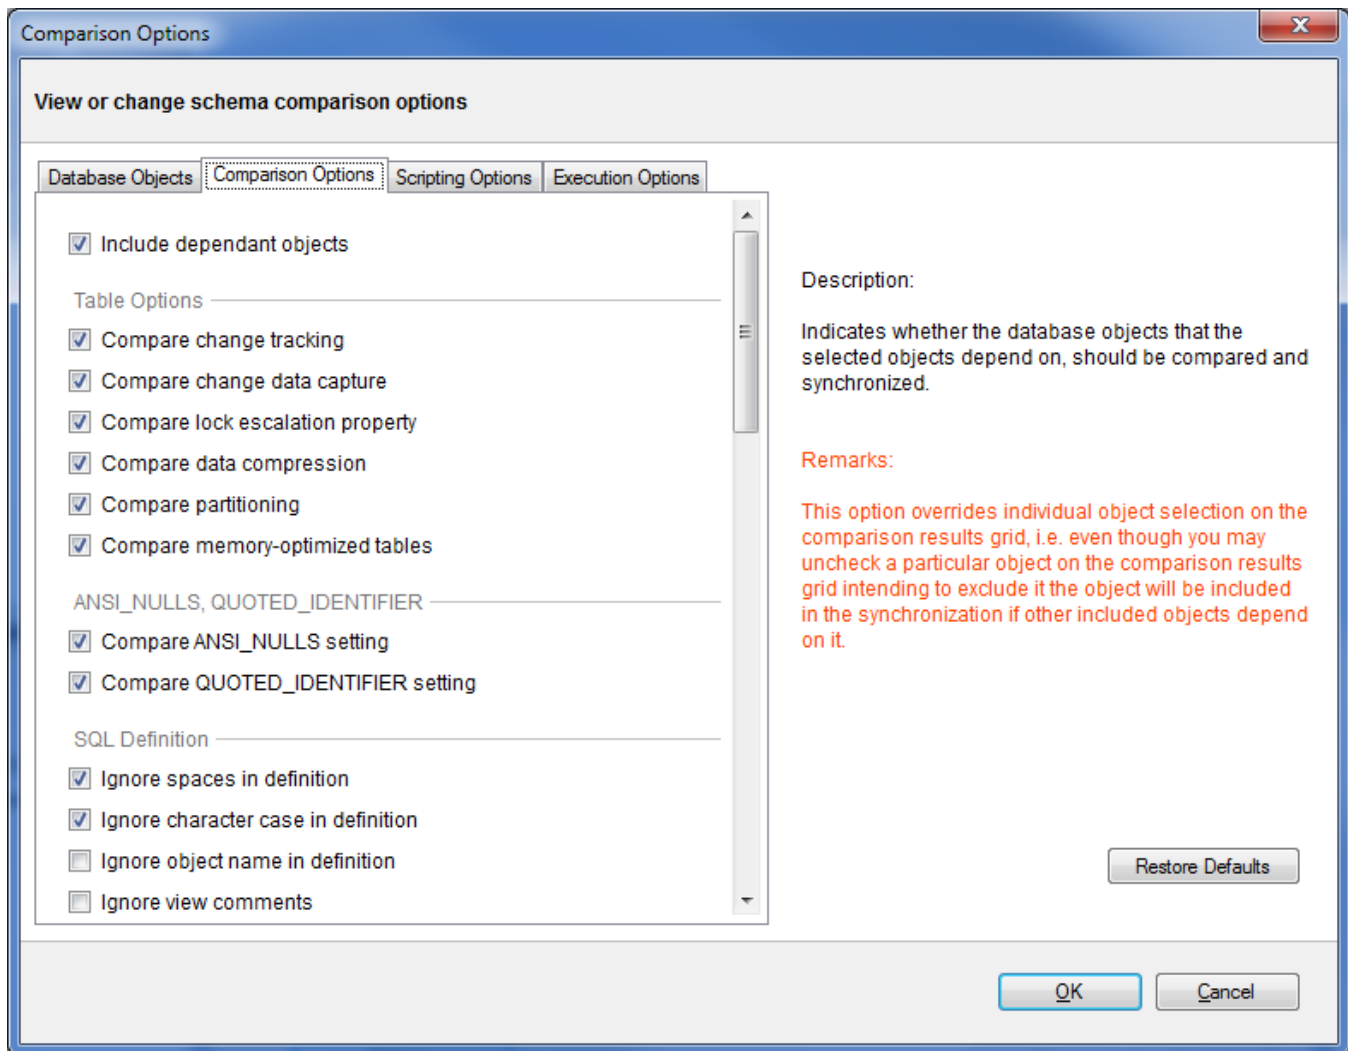 Comparison Options
View or change schema comparison options
Database Objects
Comparison Options
Scripting Options
Execution Options
Include dependant objects
Table Options
Compare change tracking
Compare change data capture
Compare lock escalation property
Compare data compression
Compare partitioning
Compare memory-optimized tables
ANSI_NULLS, QUOTED_IDENTIFIER
Compare ANSI_NULLS setting
Compare QUOTED_IDENTIFIER setting
SQL Definition
Ignore spaces in definition
Ignore character case in definition
Ignore object name in definition
Ignore view comments
Description:
Indicates whether the database objects that the
selected objects depend on, should be compared and
synchronized.
Remarks:
This option overrides individual object selection on the
comparison results grid, i.e. even though you may
uncheck a particular object on the comparison results
grid intending to exclude it the object will be included
in the synchronization if other included objects depend
on it.
Restore Defaults
OK
Cancel